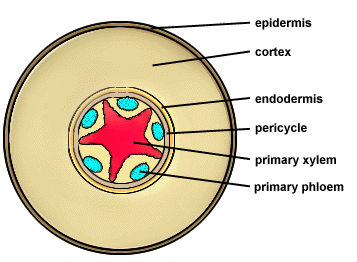 epidermis
cortex
endodermis
pericycle
primary xylem
primary phloem